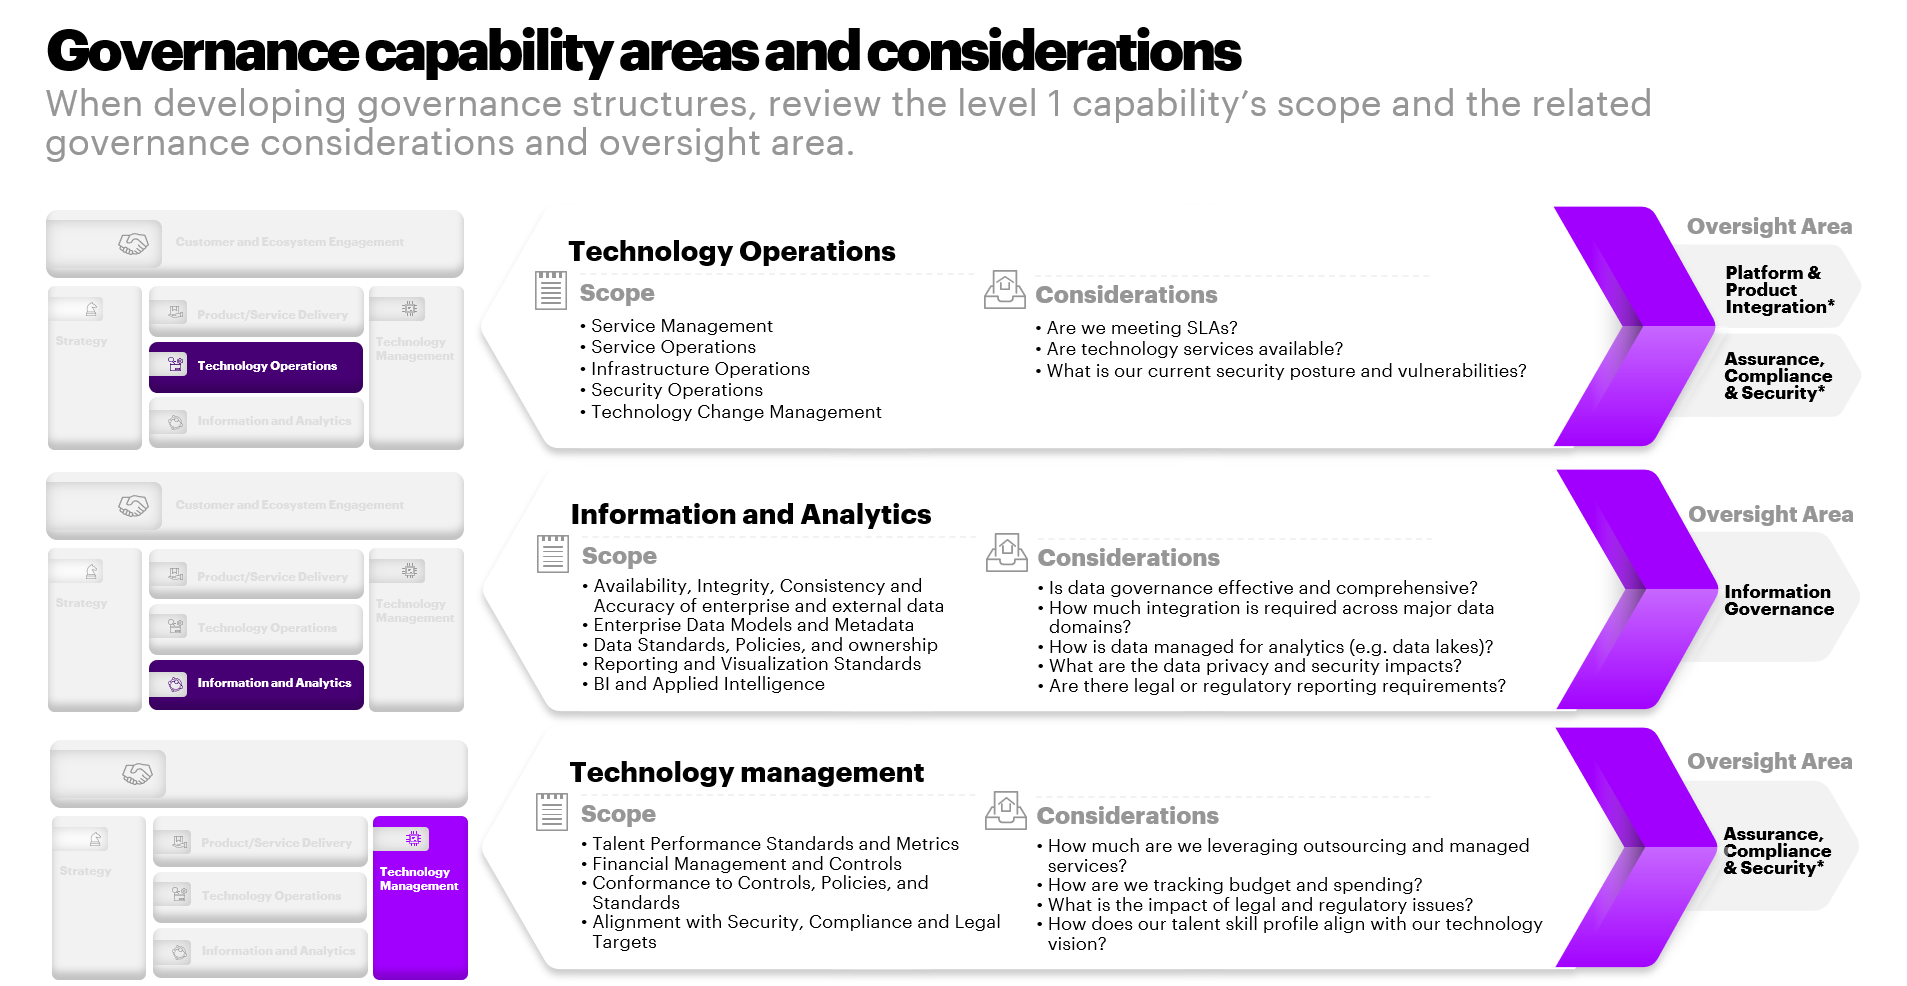 Governance capability areas and considerations
When developing governance structures, review the level 1 capability’s scope and the related
governance considerations and oversight area.
Customer and Ecosystem Engagement
Strategy
Product/Service Delivery
Technology Operations
Information and Analytics
Technology
Management
Technology Operations
Scope
• Service Management
• Service Operations
• Infrastructure Operations
• Security Operations
• Technology Change Management
Considerations
• Are we meeting SLAs?
• Are technology services available?
• What is our current security posture and vulnerabilities?
Oversight Area
Platform &
Product
Integration*
Assurance,
Compliance
& Security*
Customer and Ecosystem Engagement
Strategy
Product/Service Delivery
Technology Operations
Information and Analytics
Technology
Management
Information and Analytics
Scope
• Availability, Integrity, Consistency and
Accuracy of enterprise and external data
• Enterprise Data Models and Metadata
• Data Standards, Policies, and ownership
• Reporting and Visualization Standards
• BI and Applied Intelligence
Considerations
• Is data governance effective and comprehensive?
• How much integration is required across major data
domains?
• How is data managed for analytics (e.g. data lakes)?
• What are the data privacy and security impacts?
• Are there legal or regulatory reporting requirements?
Oversight Area
Information
Governance
Strategy
Product/Service Delivery
Technology Operations
Information and Analytics
Technology
Management
Technology management
Scope
• Talent Performance Standards and Metrics
• Financial Management and Controls
• Conformance to Controls, Policies, and
Standards
• Alignment with Security, Compliance and Legal
Targets
Considerations
• How much are we leveraging outsourcing and managed
services?
• How are we tracking budget and spending?
• What is the impact of legal and regulatory issues?
• How does our talent skill profile align with our technology
vision?
Oversight Area
Assurance,
Compliance
& Security*